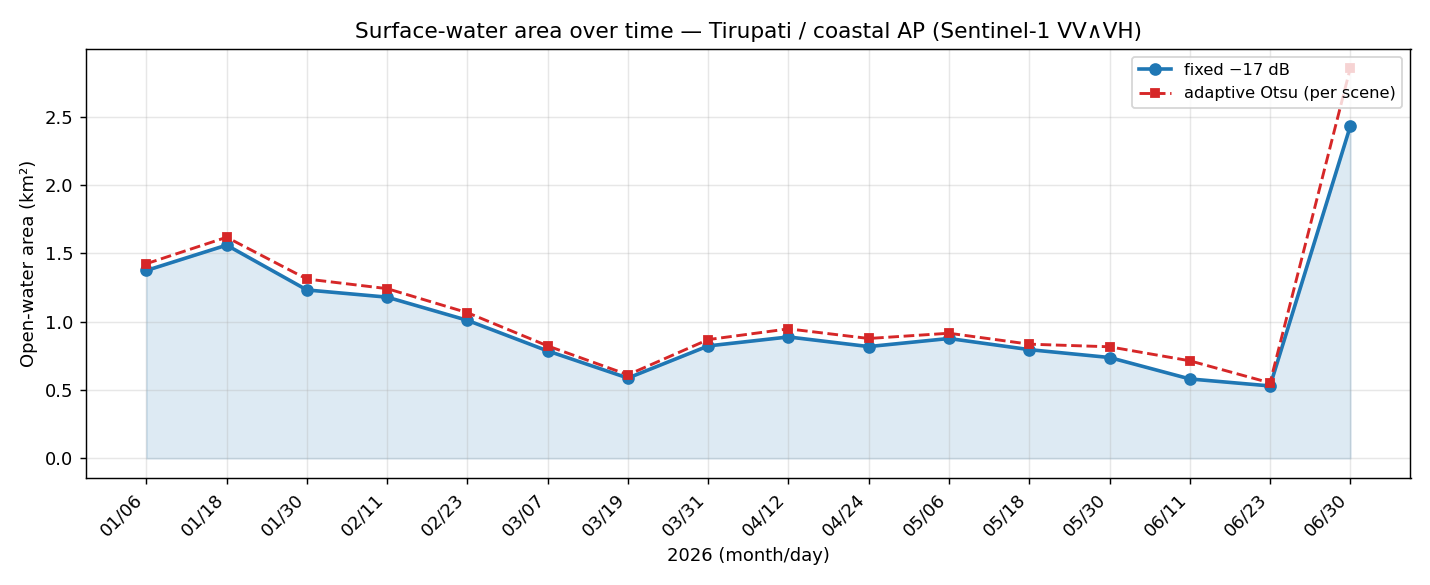 Surface-water area over time — Tirupati / coastal AP (Sentinel-1 VV∧VH)
fixed −17 dB
adaptive Otsu (per scene)
Open-water area (km²)
2.5
2.0
1.5
1.0
0.5
0.0
01/06 01/18 01/30 02/11 02/23 03/07 03/19 03/31 04/12 04/24 05/06 05/18 05/30 06/11 06/23 06/30
2026 (month/day)